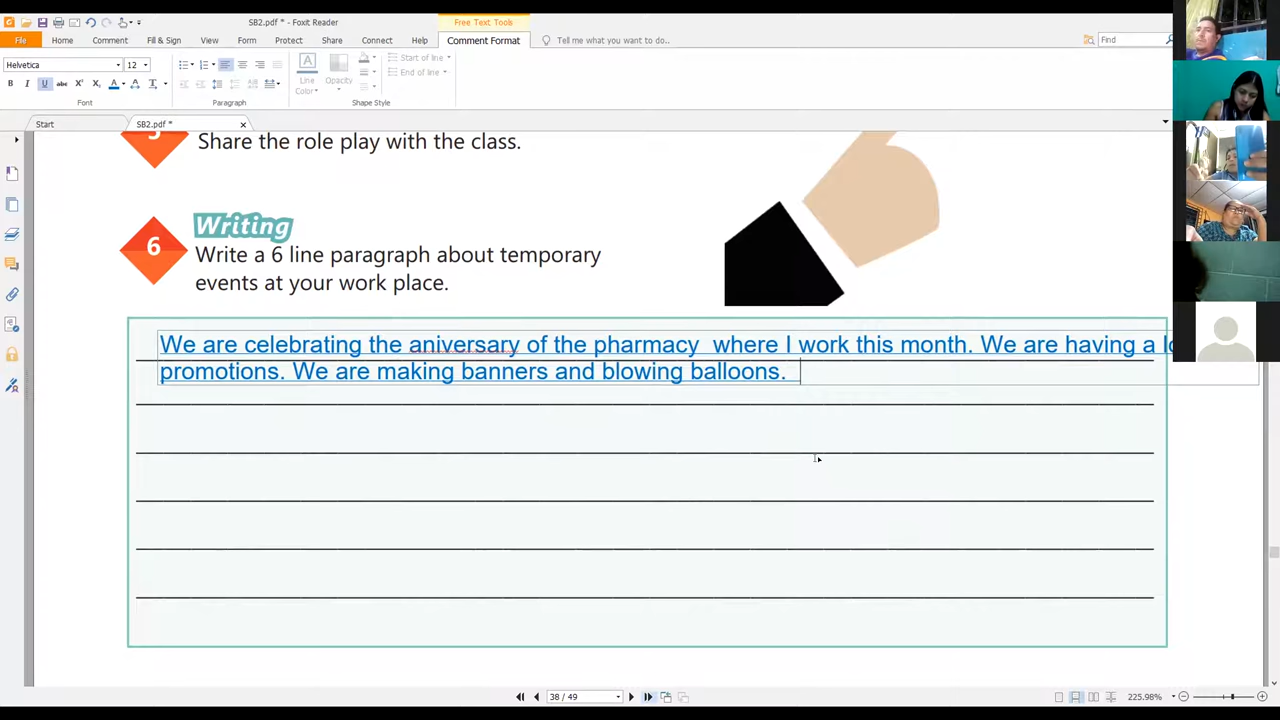 SB2.pdf * - Foxit Reader
Free Text Tools
File Home Comment Fill & Sign View Form Protect Share Connect Help Comment Format Tell me what you want to do.. Find
Helvetica 12
Start of line
End of line
Line Color Opacity
Font Paragraph Shape Style
Start SB2.pdf *
5
Share the role play with the class.
Writing
6
Write a 6 line paragraph about temporary
events at your work place.
We are celebrating the aniversary of the pharmacy where I work this month. We are having a
promotions. We are making banners and blowing balloons.
38 / 49
225.98%